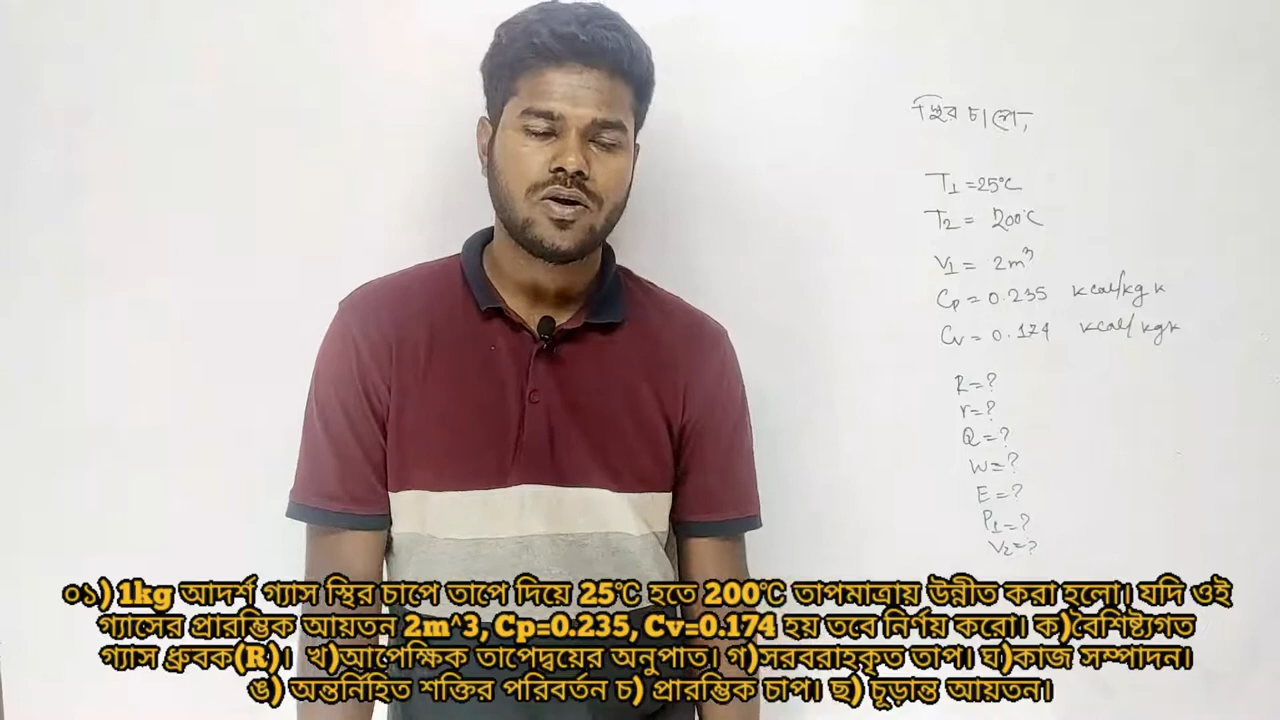 স্থির চাপে,
T1 = 25°C
T2 = 200°C
V1 = 2m³
Cp = 0.235 kcal/kg k
Cv = 0.174 kcal/kgk
R = ?
r = ?
Q = ?
W = ?
E = ?
P1 = ?
V2 = ?
০১) 1kg আদর্শ গ্যাস স্থির চাপে তাপে দিয়ে 25℃ হতে 200℃ তাপমাত্রায় উন্নীত করা হলো। যদি ওই
গ্যাসের প্রারম্ভিক আয়তন 2m^3, Cp=0.235, Cv=0.174 হয় তবে নির্ণয় করো। ক)বৈশিষ্ট্যগত
গ্যাস ধ্রুবক(R)। খ)আপেক্ষিক তাপেদ্বয়ের অনুপাত। গ)সরবরাহকৃত তাপ। ঘ)কাজ সম্পাদন।
ঙ) অন্তর্নিহিত শক্তির পরিবর্তন চ) প্রারম্ভিক চাপ। ছ) চূড়ান্ত আয়তন।